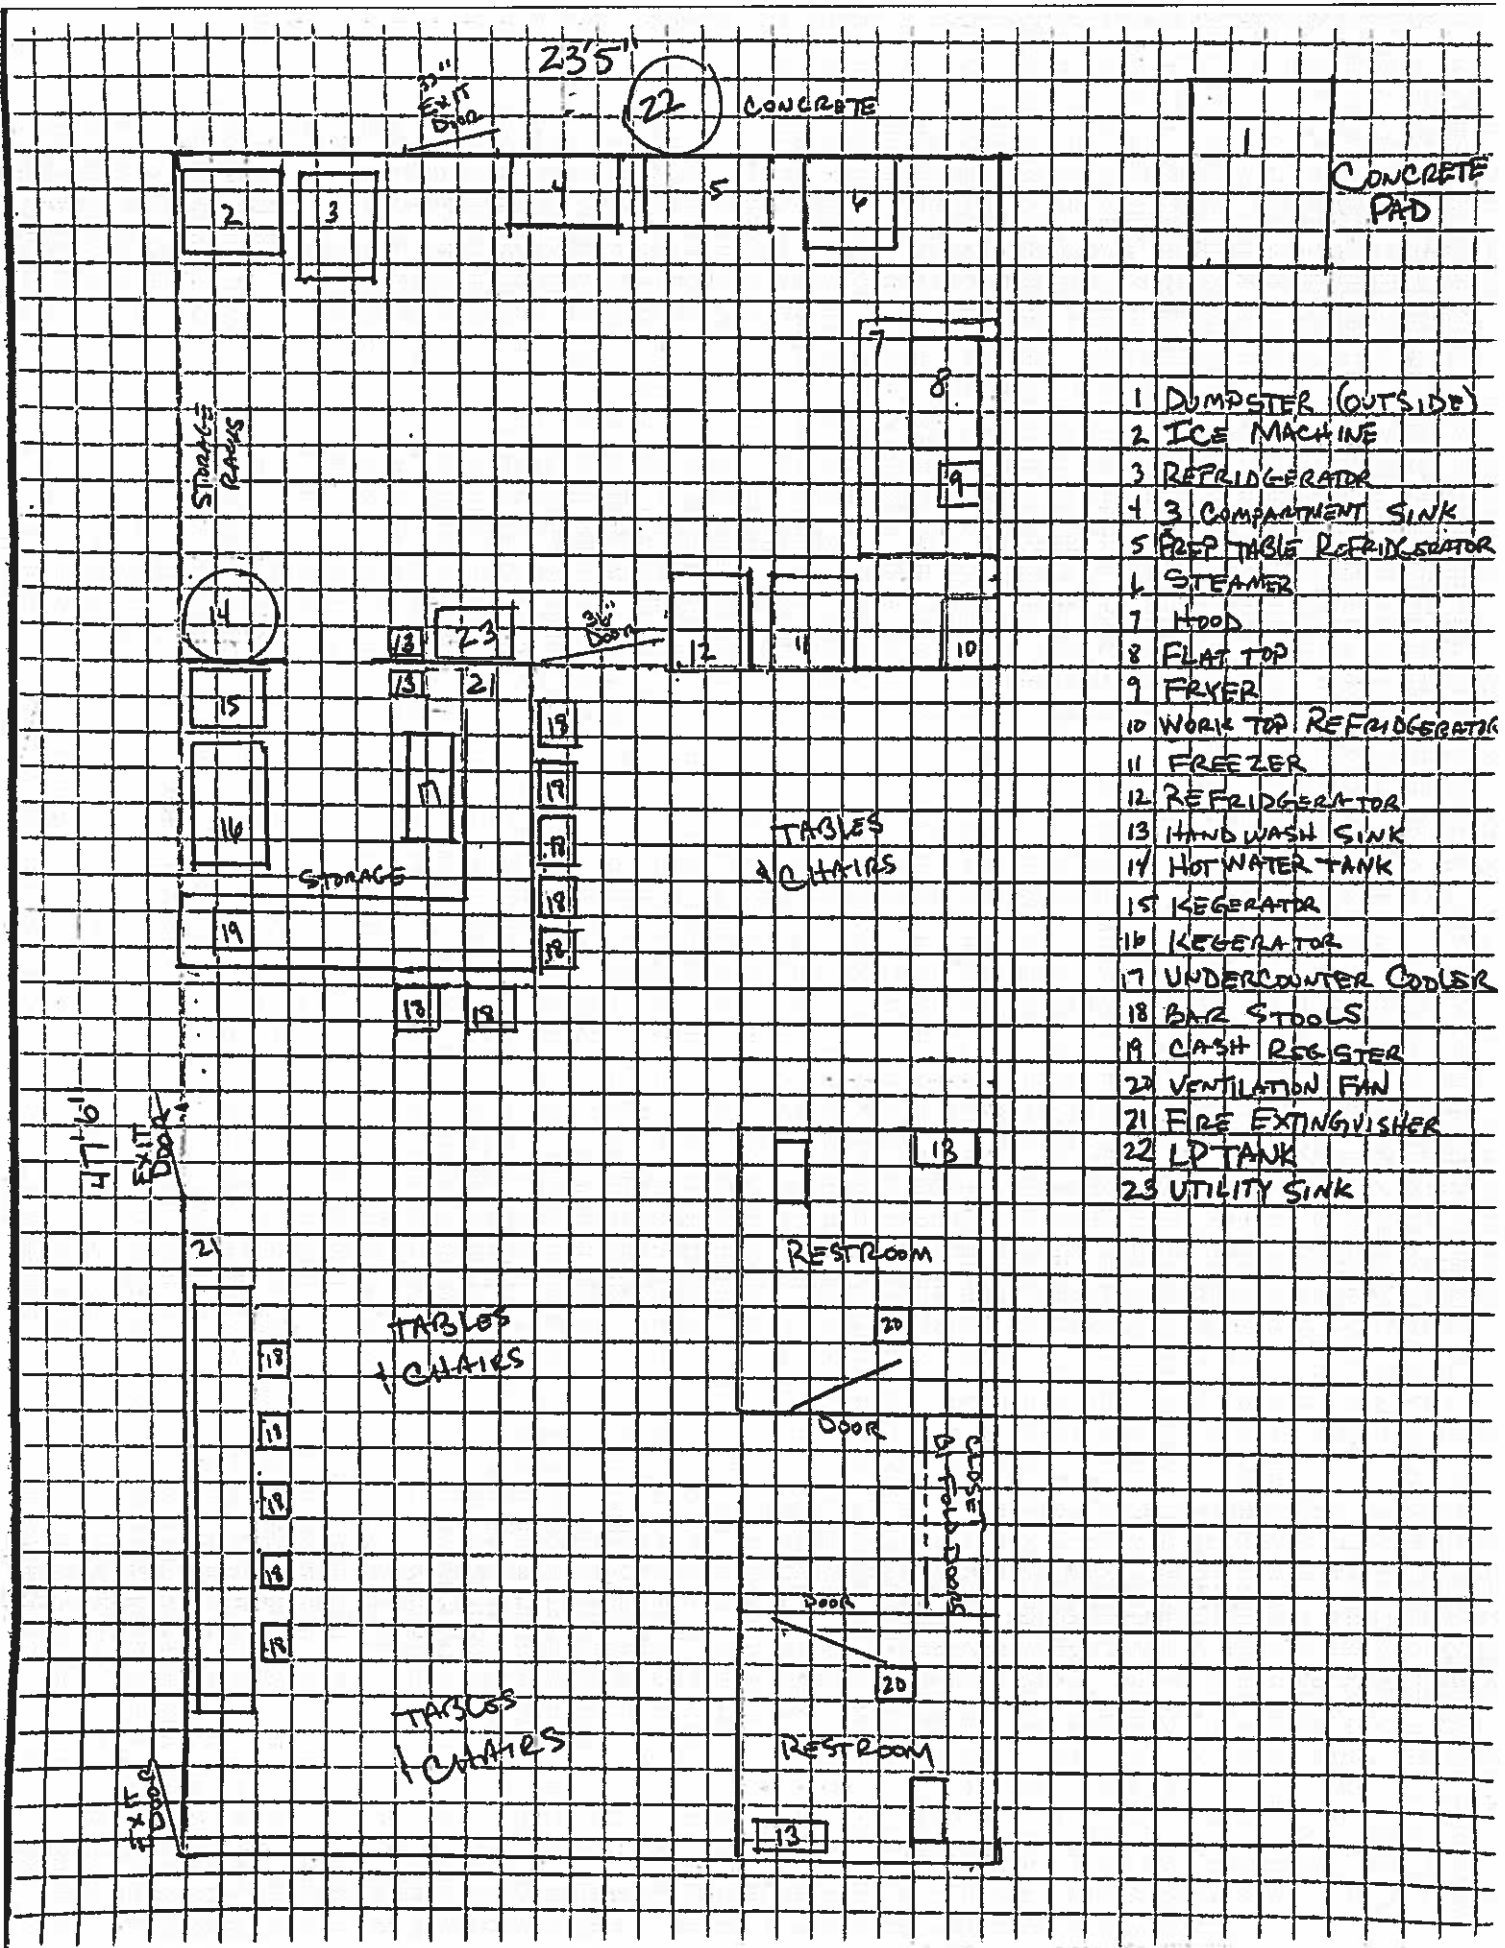 23'5"
EXIT
DOOR
22
CONCRETE
1
CONCRETE
PAD
2
3
4
5
6
7
8
9
STORAGE
RACKS
14
13
23
36"
DOOR
12
11
10
15
13
21
18
16
17
18
18
TABLES
& CHAIRS
STORAGE
18
19
18
18
18
47'6"
EXIT
DOOR
13
21
RESTROOM
TABLES
& CHAIRS
20
18
18
18
18
18
DOOR
CLOSET
BI-FOLD DOORS
DOOR
20
TABLES
& CHAIRS
RESTROOM
EXIT
DOOR
13
1 DUMPSTER (OUTSIDE)
2 ICE MACHINE
3 REFRIDGERATOR
4 3 COMPARTMENT SINK
5 PREP TABLE REFRIDGERATOR
6 STEAMER
7 HOOD
8 FLAT TOP
9 FRYER
10 WORK TOP REFRIDGERATOR
11 FREEZER
12 REFRIDGERATOR
13 HAND WASH SINK
14 HOT WATER TANK
15 KEGERATOR
16 KEGERATOR
17 UNDERCOUNTER COOLER
18 BAR STOOLS
19 CASH REGISTER
20 VENTILATION FAN
21 FIRE EXTINGUISHER
22 LP TANK
23 UTILITY SINK